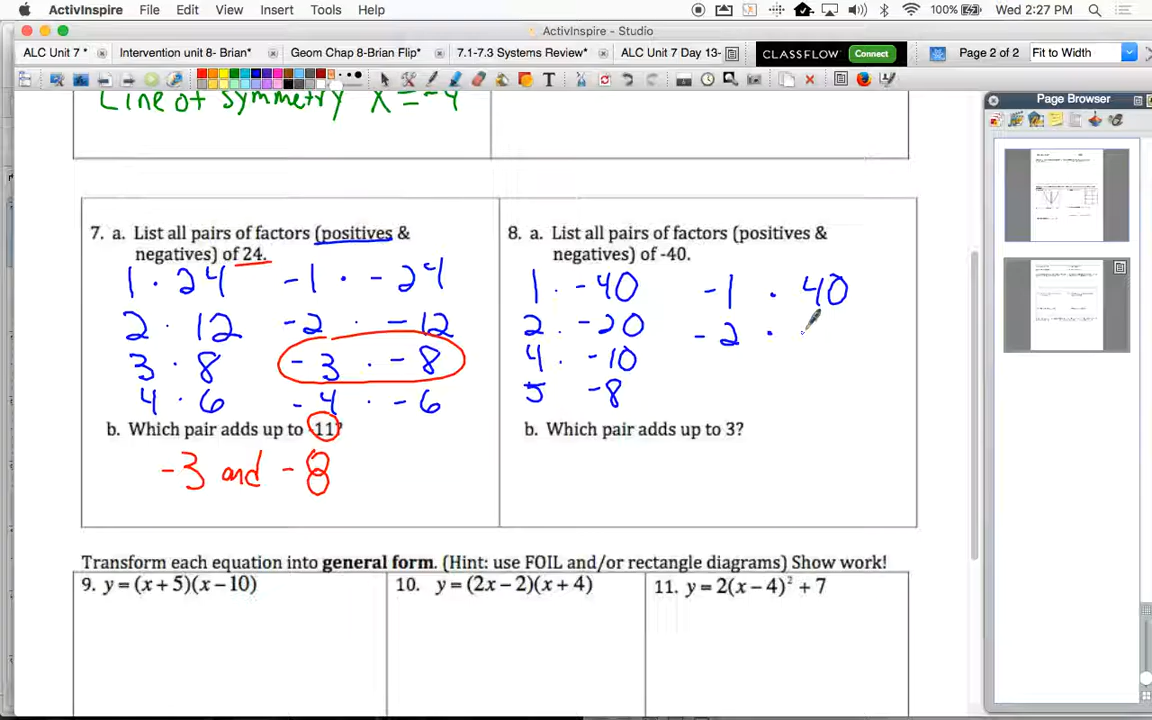 ActivInspire File Edit View Insert Tools Help 100% Wed 2:27 PM
ActivInspire - Studio
ALC Unit 7 * Intervention unit 8- Brian* Geom Chap 8-Brian Flip* 7.1-7.3 Systems Review* ALC Unit 7 Day 13- CLASSFLOW Connect Page 2 of 2 Fit to Width
Page Browser
Line of symmetry x = -4
7. a. List all pairs of factors (positives &
negatives) of 24.
1 · 24 -1 · -24
2 · 12 -2 · -12
3 · 8 -3 · -8
4 · 6 -4 · -6
b. Which pair adds up to -11?
-3 and -8
8. a. List all pairs of factors (positives &
negatives) of -40.
1 · -40 -1 · 40
2 · -20 -2 ·
4 · -10
5 -8
b. Which pair adds up to 3?
Transform each equation into general form. (Hint: use FOIL and/or rectangle diagrams) Show work!
9. y = (x + 5)(x − 10)
10. y = (2x − 2)(x + 4)
11. y = 2(x − 4)² + 7